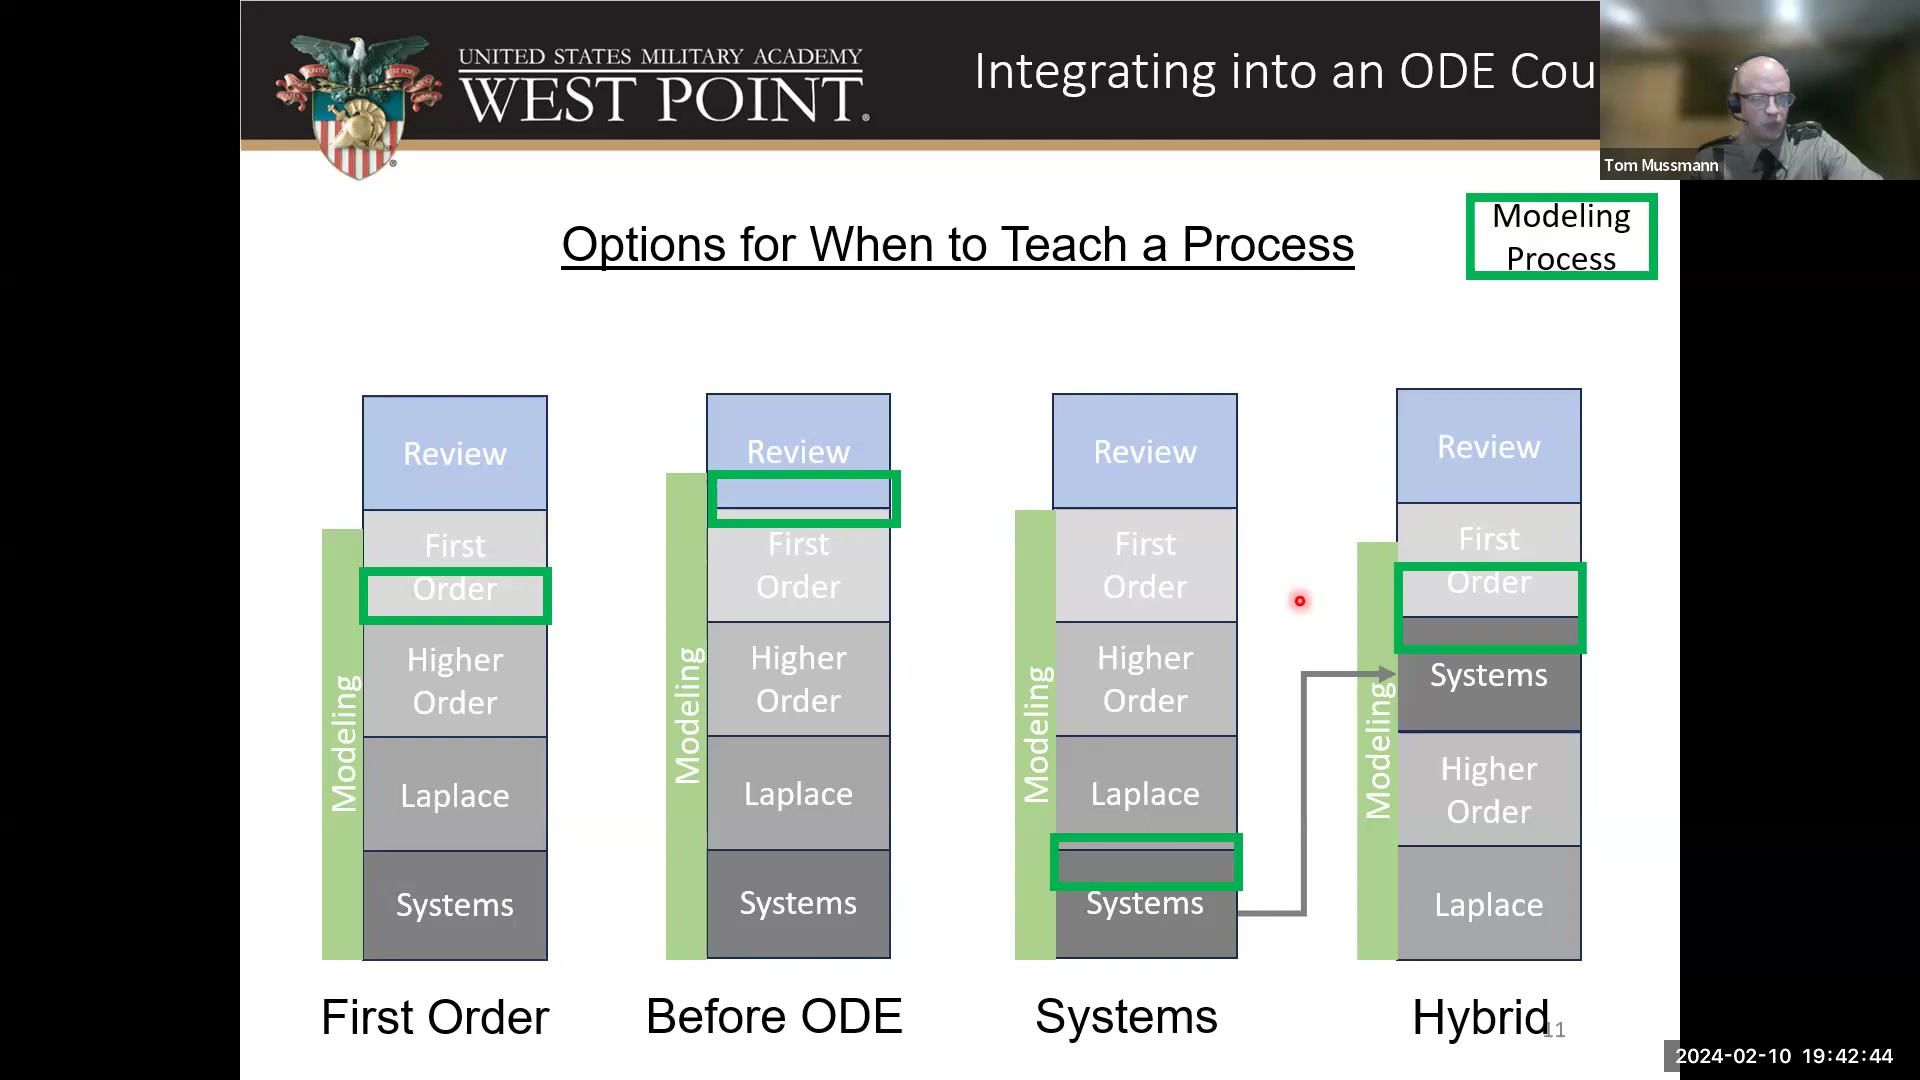 UNITED STATES MILITARY ACADEMY
WEST POINT®
Integrating into an ODE Cou
Tom Mussmann
Options for When to Teach a Process
Modeling
Process
Modeling
Review
First
Order
Higher
Order
Laplace
Systems
First Order
Modeling
Review
First
Order
Higher
Order
Laplace
Systems
Before ODE
Modeling
Review
First
Order
Higher
Order
Laplace
Systems
Systems
Modeling
Review
First
Order
Systems
Higher
Order
Laplace
Hybrid
11
2024-02-10 19:42:44